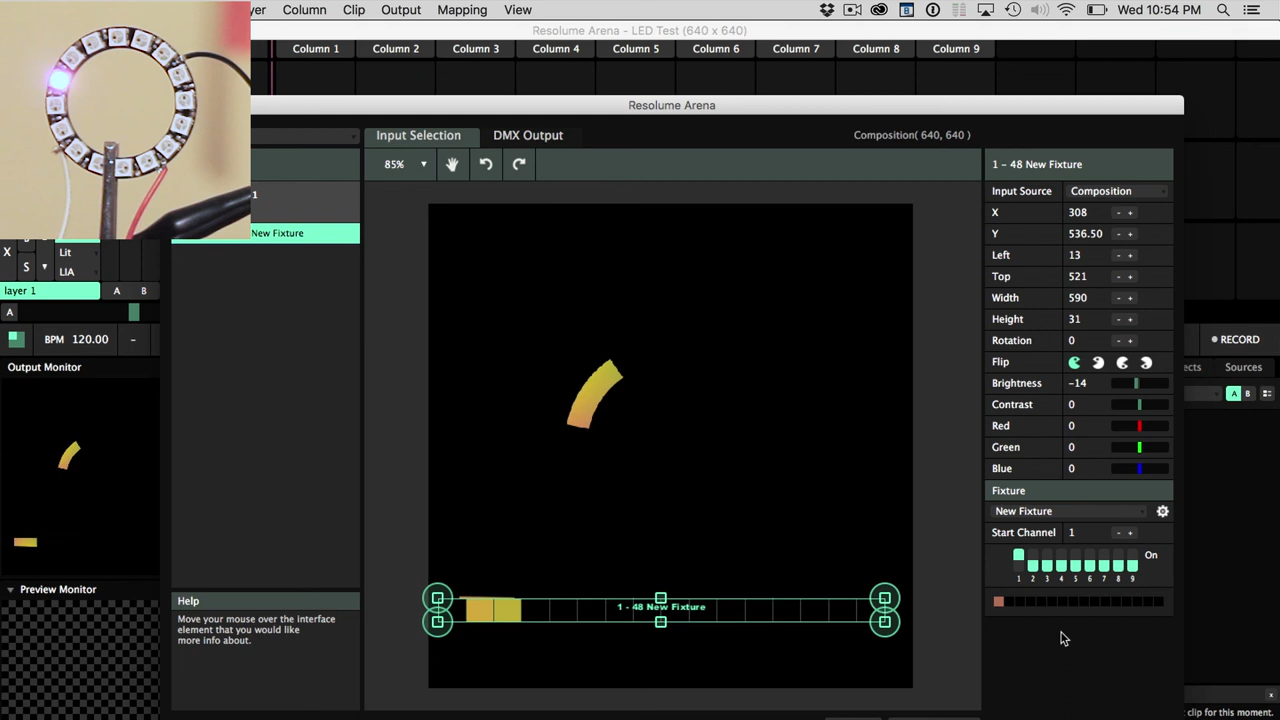 yer Column Clip Output Mapping View Wed 10:54 PM
Resolume Arena - LED Test (640 x 640)
Column 1 Column 2 Column 3 Column 4 Column 5 Column 6 Column 7 Column 8 Column 9
Resolume Arena
Input Selection DMX Output Composition( 640, 640 )
85%
1 - 48 New Fixture
Input Source Composition
1
X 308 - +
Y 536.50 - +
New Fixture
Left 13
Top 521
Width 590
Height 31 - +
Rotation 0
Flip
Brightness -14
Contrast 0
Red 0
Green 0
Blue 0
Fixture
New Fixture
Start Channel 1 - +
On
1 2 3 4 5 6 7 8 9
X S Lit
LIA
layer 1 A B
A
BPM 120.00 -
RECORD
Output Monitor
ects Sources
A B
Preview Monitor
Help
Move your mouse over the interface
element that you would like
more info about.
1 - 48 New Fixture
x
t clip for this moment.